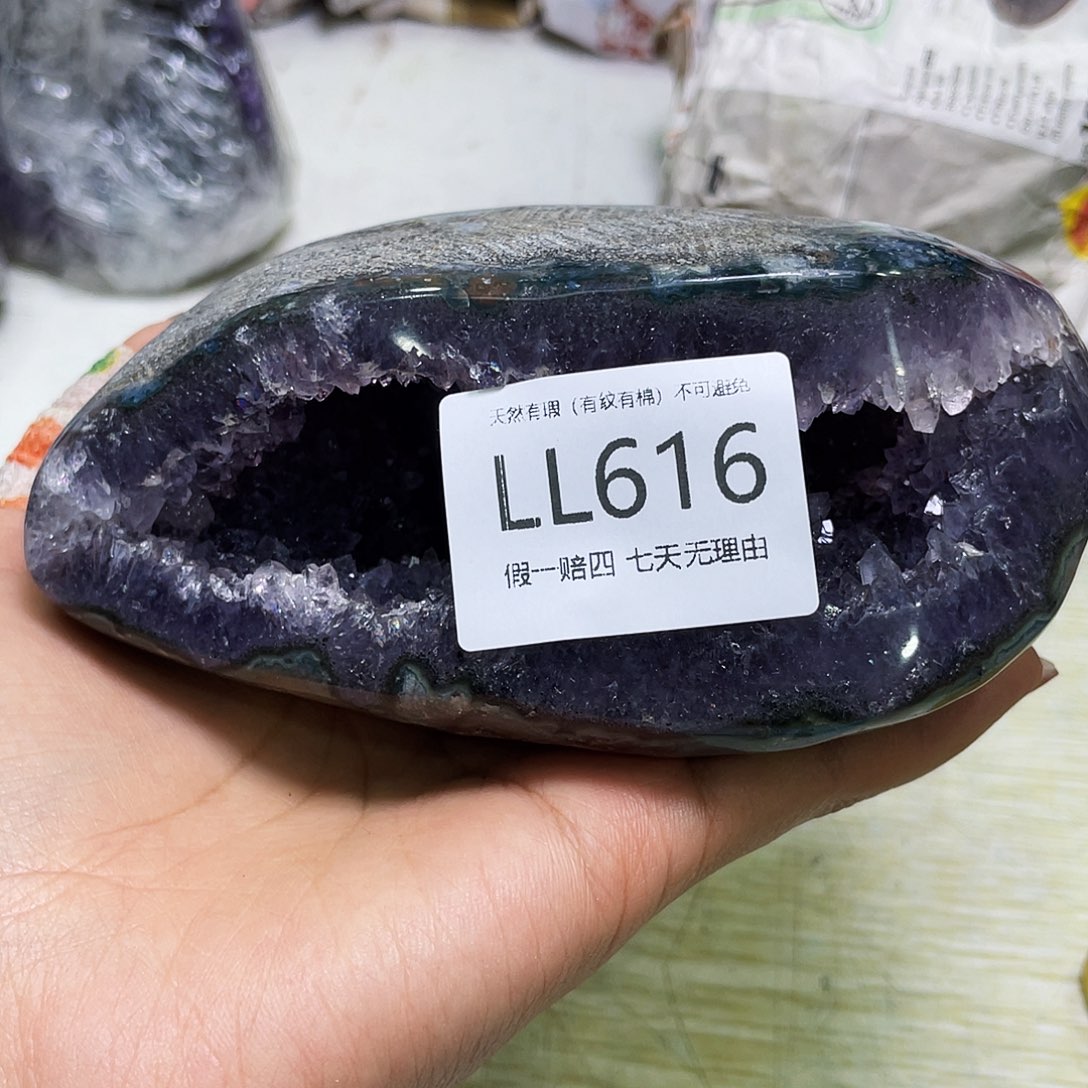 天然有瑕（有纹有棉）不可避免
LL616
假一赔四 七天无理由